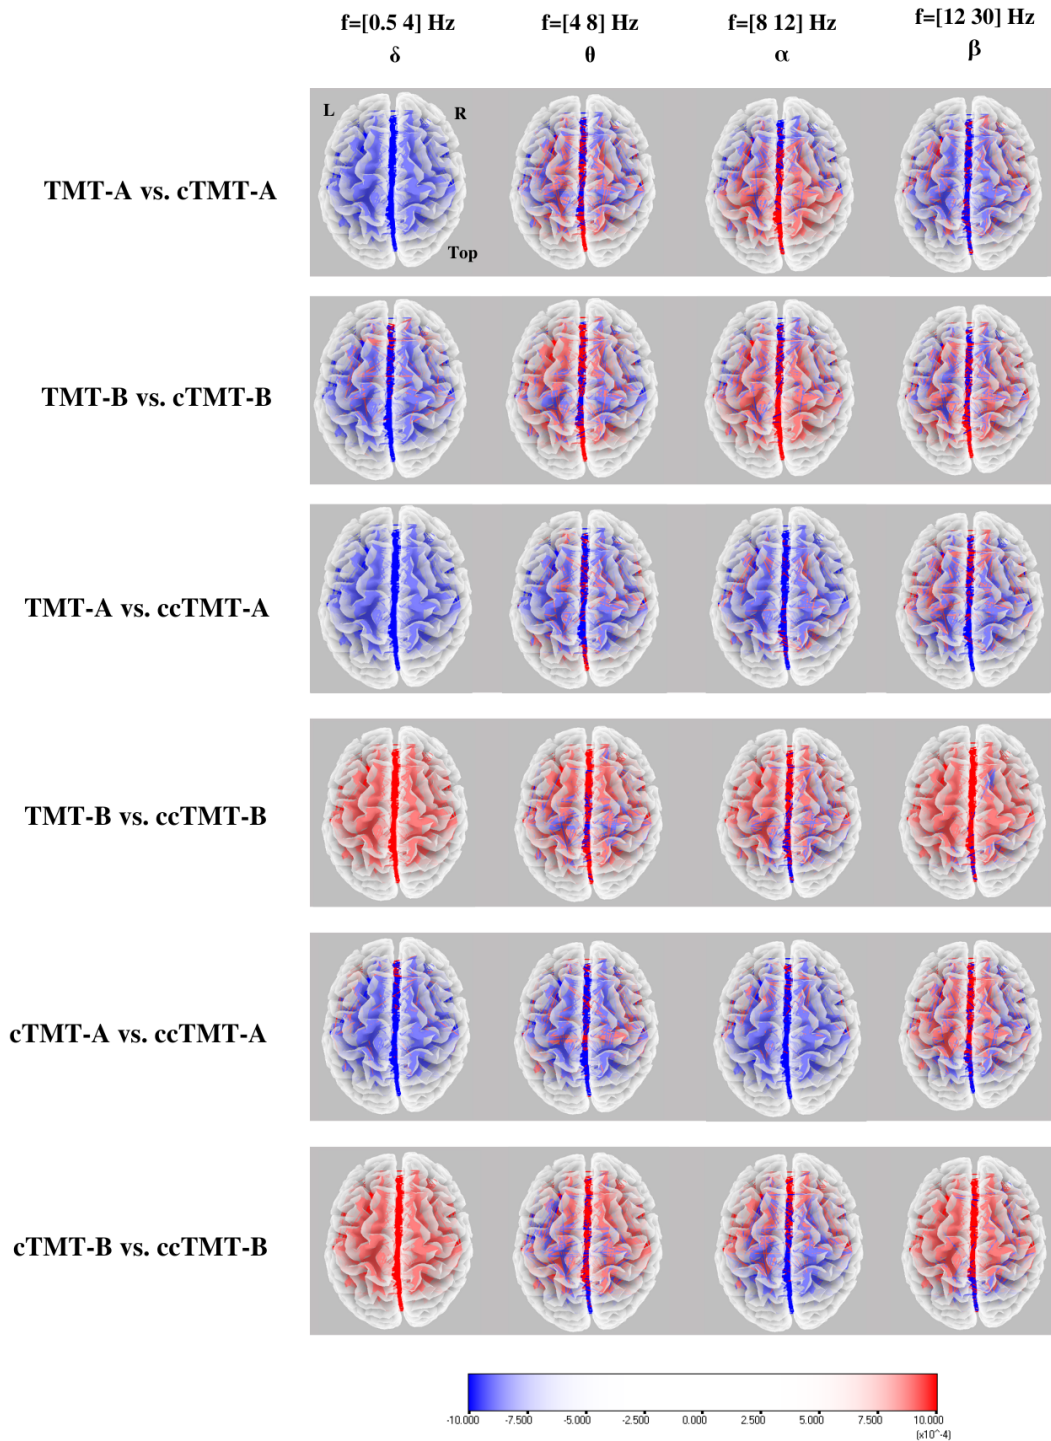 f=[0.5 4] Hz f=[4 8] Hz f=[8 12] Hz f=[12 30] Hz
δ θ α β
L R
TMT-A vs. cTMT-A
Top
TMT-B vs. cTMT-B
TMT-A vs. ccTMT-A
TMT-B vs. ccTMT-B
cTMT-A vs. ccTMT-A
cTMT-B vs. ccTMT-B
-10.000 -7.500 -5.000 -2.500 0.000 2.500 5.000 7.500 10.000
(x10^-4)